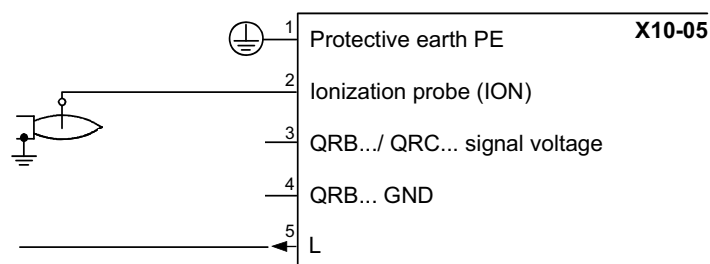 X10-05
1 Protective earth PE
2 Ionization probe (ION)
3 QRB.../ QRC... signal voltage
4 QRB... GND
5 L